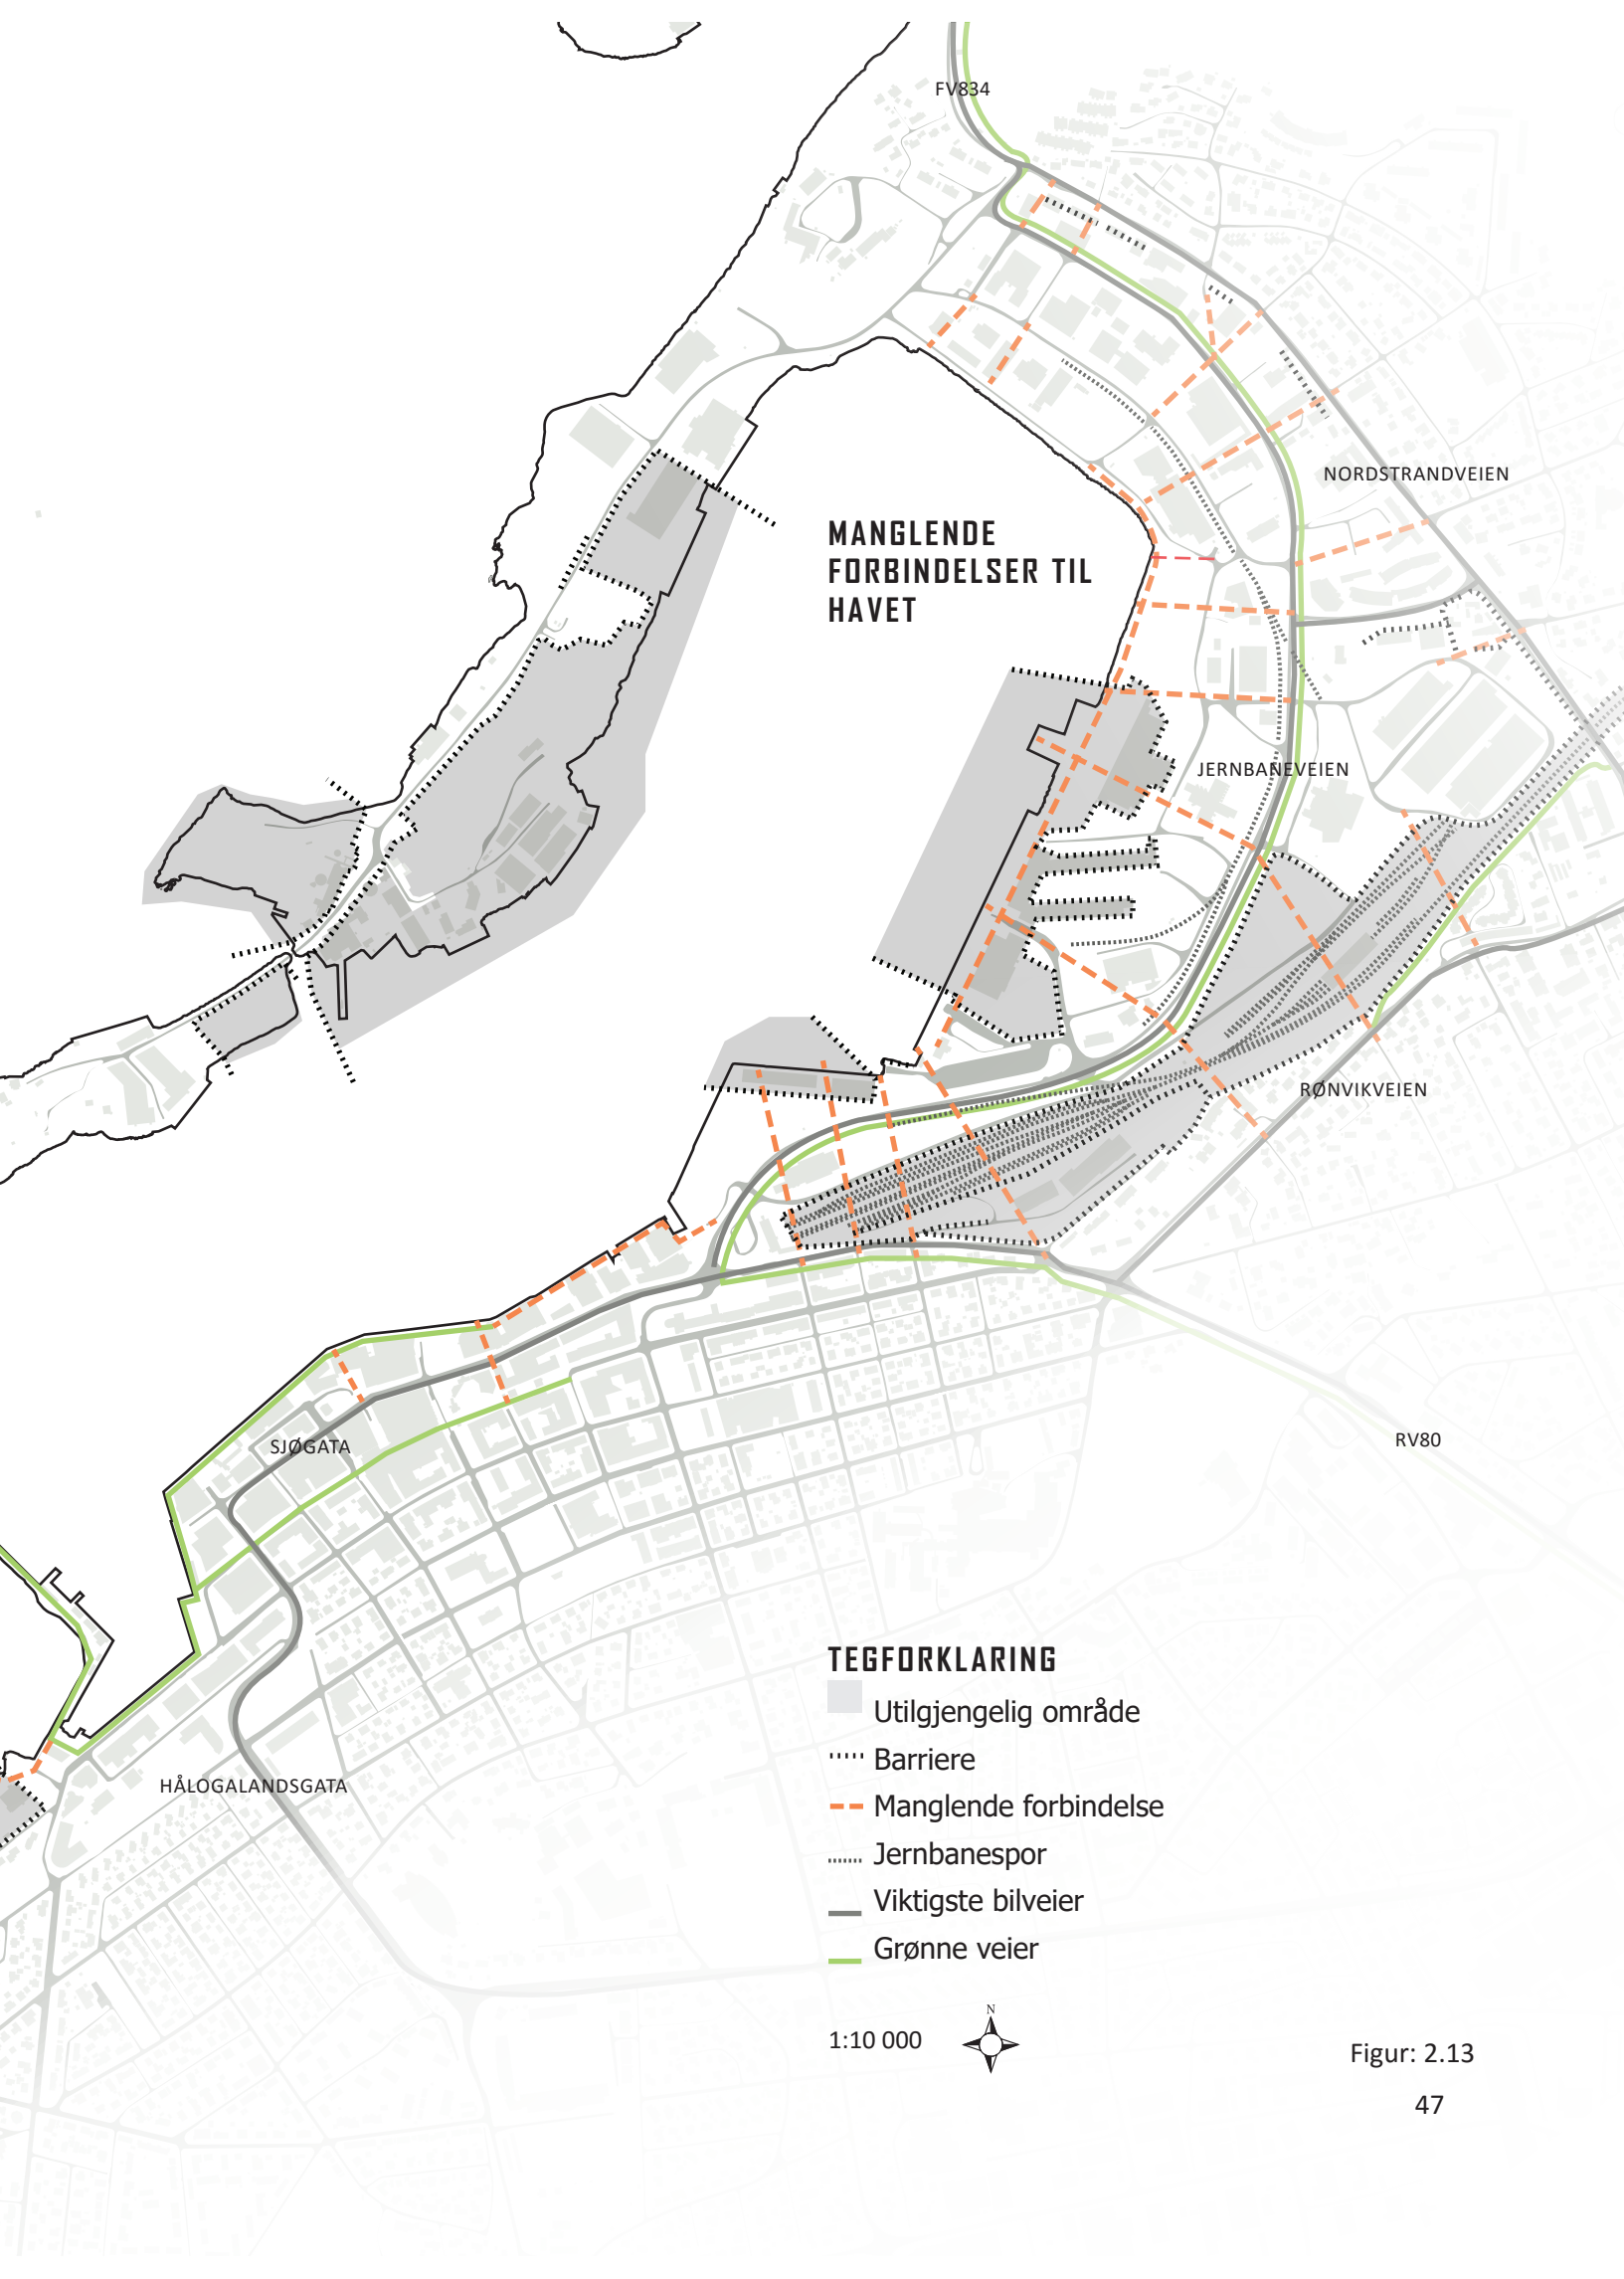 FV834
NORDSTRANDVEIEN
MANGLENDE
FORBINDELSER TIL
HAVET
JERNBANEVEIEN
RØNVIKVEIEN
SJØGATA
RV80
HÅLOGALANDSGATA
TEGFORKLARING
Utilgjengelig område
Barriere
Manglende forbindelse
Jernbanespor
Viktigste bilveier
Grønne veier
N
1:10 000
Figur: 2.13
47